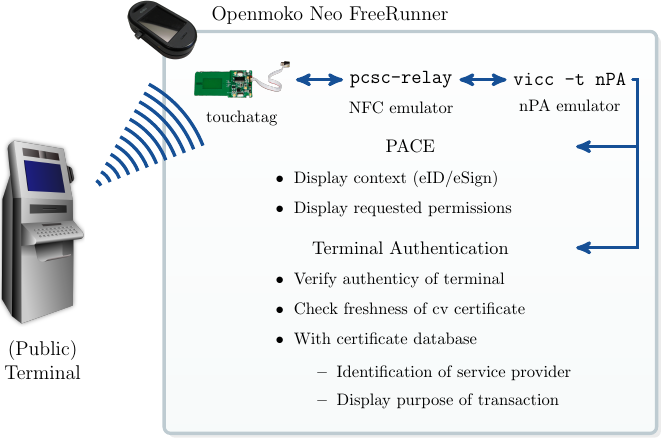 Openmoko Neo FreeRunner
touchatag
pcsc-relay
NFC emulator
vicc -t nPA
nPA emulator
PACE
• Display context (eID/eSign)
• Display requested permissions
Terminal Authentication
• Verify authenticy of terminal
• Check freshness of cv certificate
• With certificate database
– Identification of service provider
– Display purpose of transaction
(Public)
Terminal